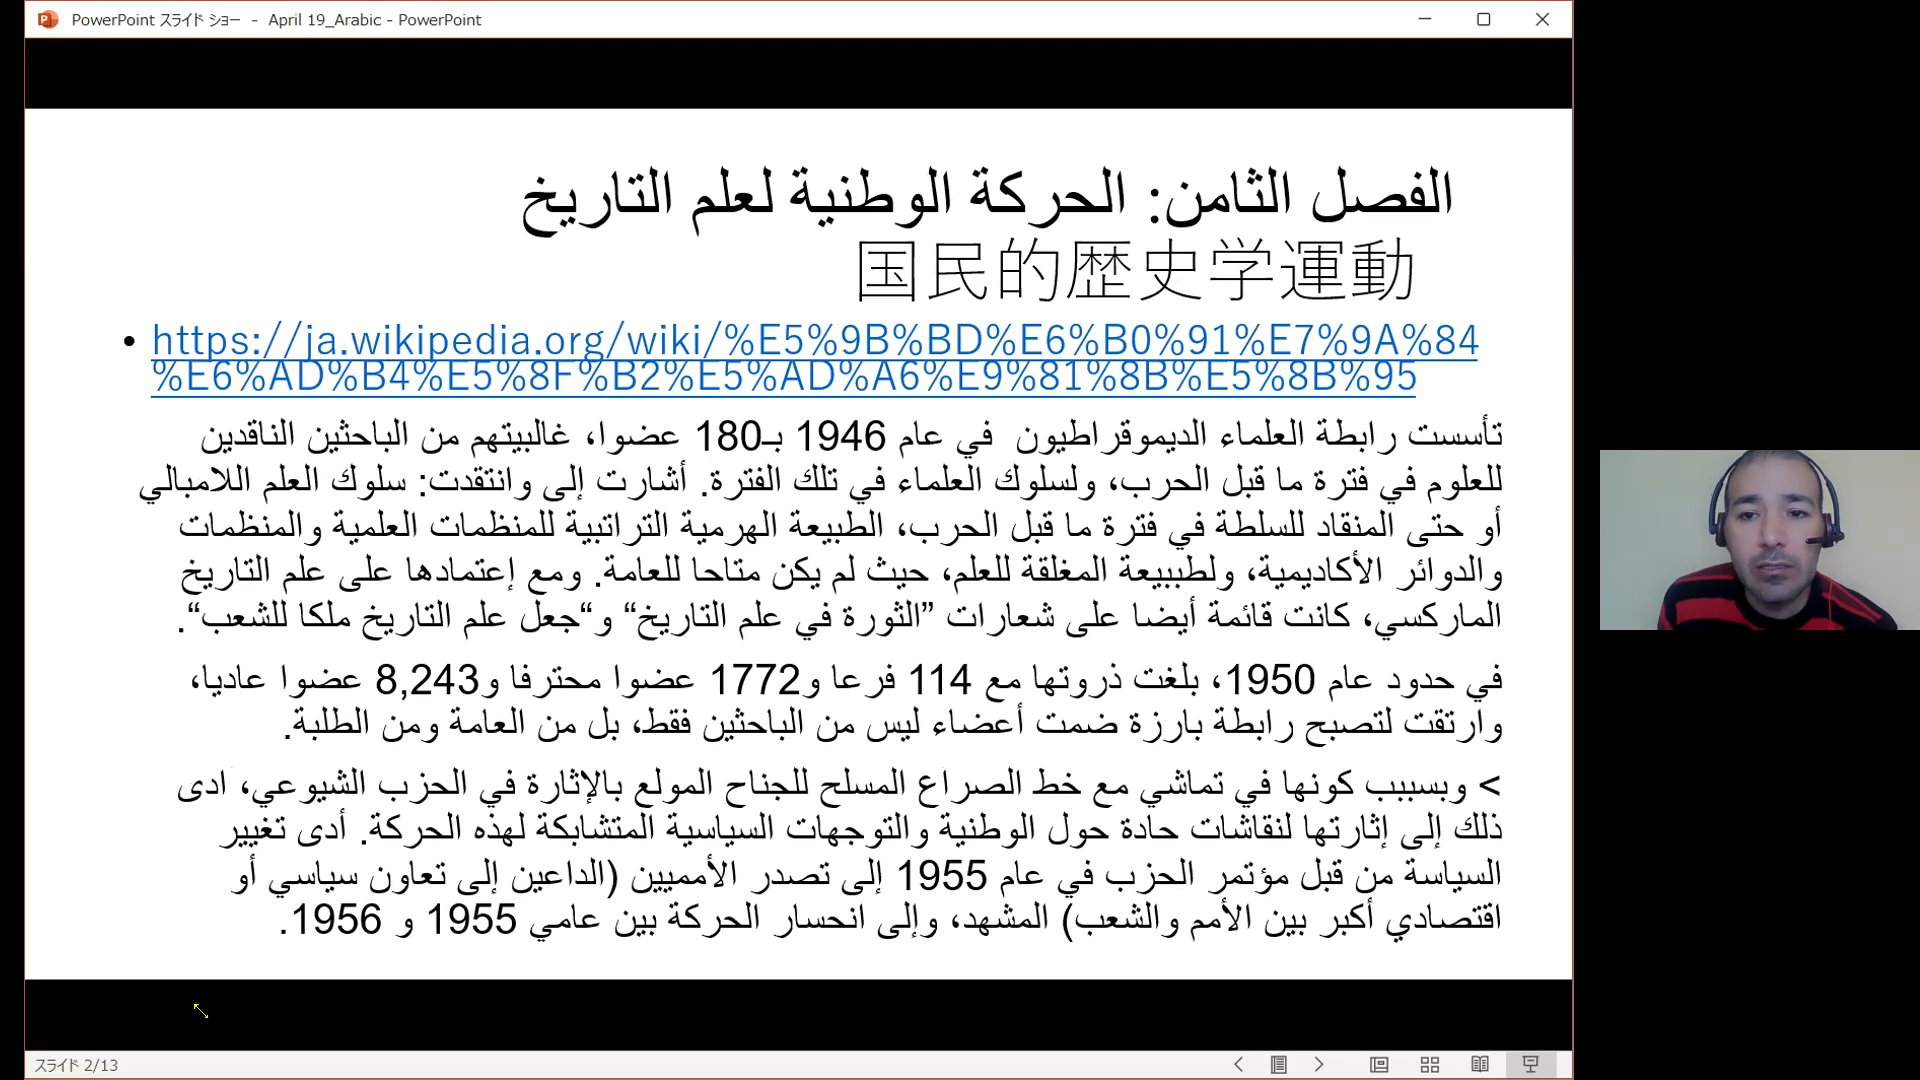 PowerPoint スライド ショー - April 19_Arabic - PowerPoint
الفصل الثامن: الحركة الوطنية لعلم التاريخ
国民的歴史学運動
• https://ja.wikipedia.org/wiki/%E5%9B%BD%E6%B0%91%E7%9A%84
%E6%AD%B4%E5%8F%B2%E5%AD%A6%E9%81%8B%E5%8B%95
تأسست رابطة العلماء الديموقراطيون في عام 1946 بـ180 عضوا، غالبيتهم من الباحثين الناقدين
للعلوم في فترة ما قبل الحرب، ولسلوك العلماء في تلك الفترة. أشارت إلى وانتقدت: سلوك العلم اللامبالي
أو حتى المنقاد للسلطة في فترة ما قبل الحرب، الطبيعة الهرمية التراتبية للمنظمات العلمية والمنظمات
والدوائر الأكاديمية، ولطببيعة المغلقة للعلم، حيث لم يكن متاحا للعامة. ومع إعتمادها على علم التاريخ
الماركسي، كانت قائمة أيضا على شعارات ”الثورة في علم التاريخ“ و“جعل علم التاريخ ملكا للشعب“.
في حدود عام 1950، بلغت ذروتها مع 114 فرعا و1772 عضوا محترفا و8,243 عضوا عاديا،
وارتقت لتصبح رابطة بارزة ضمت أعضاء ليس من الباحثين فقط، بل من العامة ومن الطلبة.
> وبسببب كونها في تماشي مع خط الصراع المسلح للجناح المولع بالإثارة في الحزب الشيوعي، ادى
ذلك إلى إثارتها لنقاشات حادة حول الوطنية والتوجهات السياسية المتشابكة لهذه الحركة. أدى تغيير
السياسة من قبل مؤتمر الحزب في عام 1955 إلى تصدر الأمميين (الداعين إلى تعاون سياسي أو
اقتصادي أكبر بين الأمم والشعب) المشهد، وإلى انحسار الحركة بين عامي 1955 و 1956.
スライド 2/13